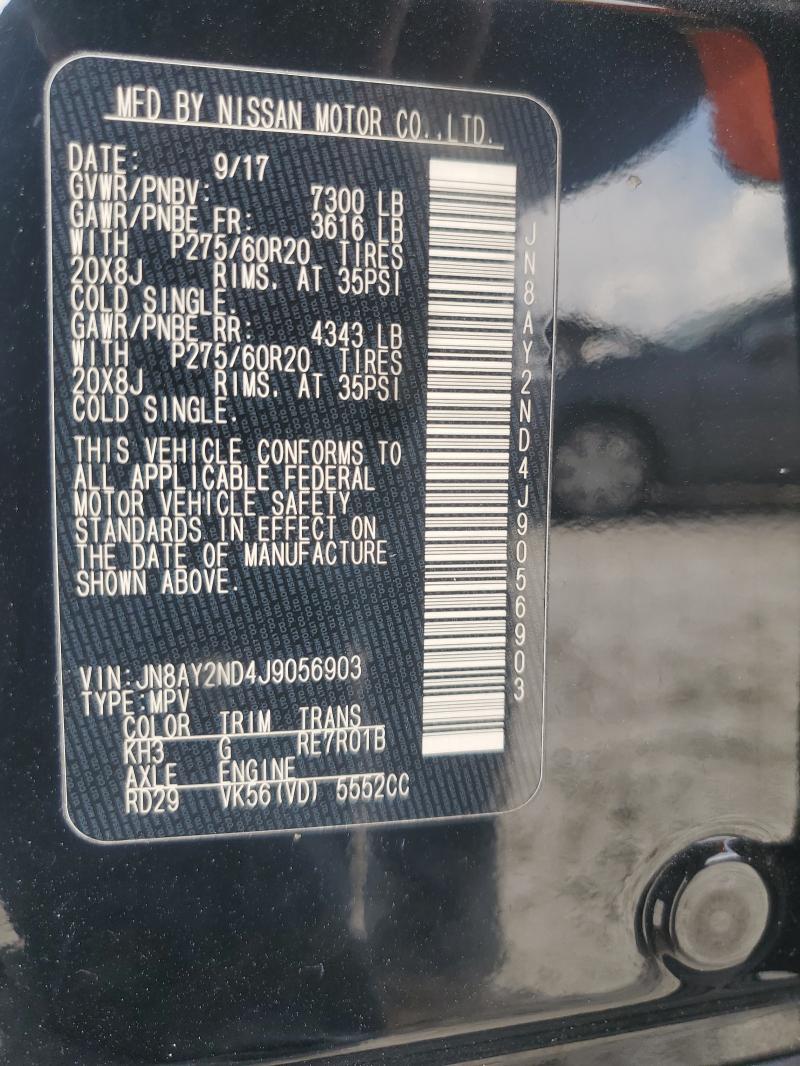 MFD BY NISSAN MOTOR CO.,LTD.
DATE: 9/17
GVWR/PNBV: 7300 LB
GAWR/PNBE FR: 3616 LB
WITH P275/60R20 TIRES
20X8J RIMS. AT 35PSI
COLD SINGLE.
GAWR/PNBE RR: 4343 LB
WITH P275/60R20 TIRES
20X8J RIMS. AT 35PSI
COLD SINGLE.
THIS VEHICLE CONFORMS TO
ALL APPLICABLE FEDERAL
MOTOR VEHICLE SAFETY
STANDARDS IN EFFECT ON
THE DATE OF MANUFACTURE
SHOWN ABOVE.
VIN:JN8AY2ND4J9056903
TYPE:MPV
COLOR TRIM TRANS
KH3 G RE7R01B
AXLE ENGINE
RD29 VK56(VD) 5552CC
JN8AY2ND4J9056903